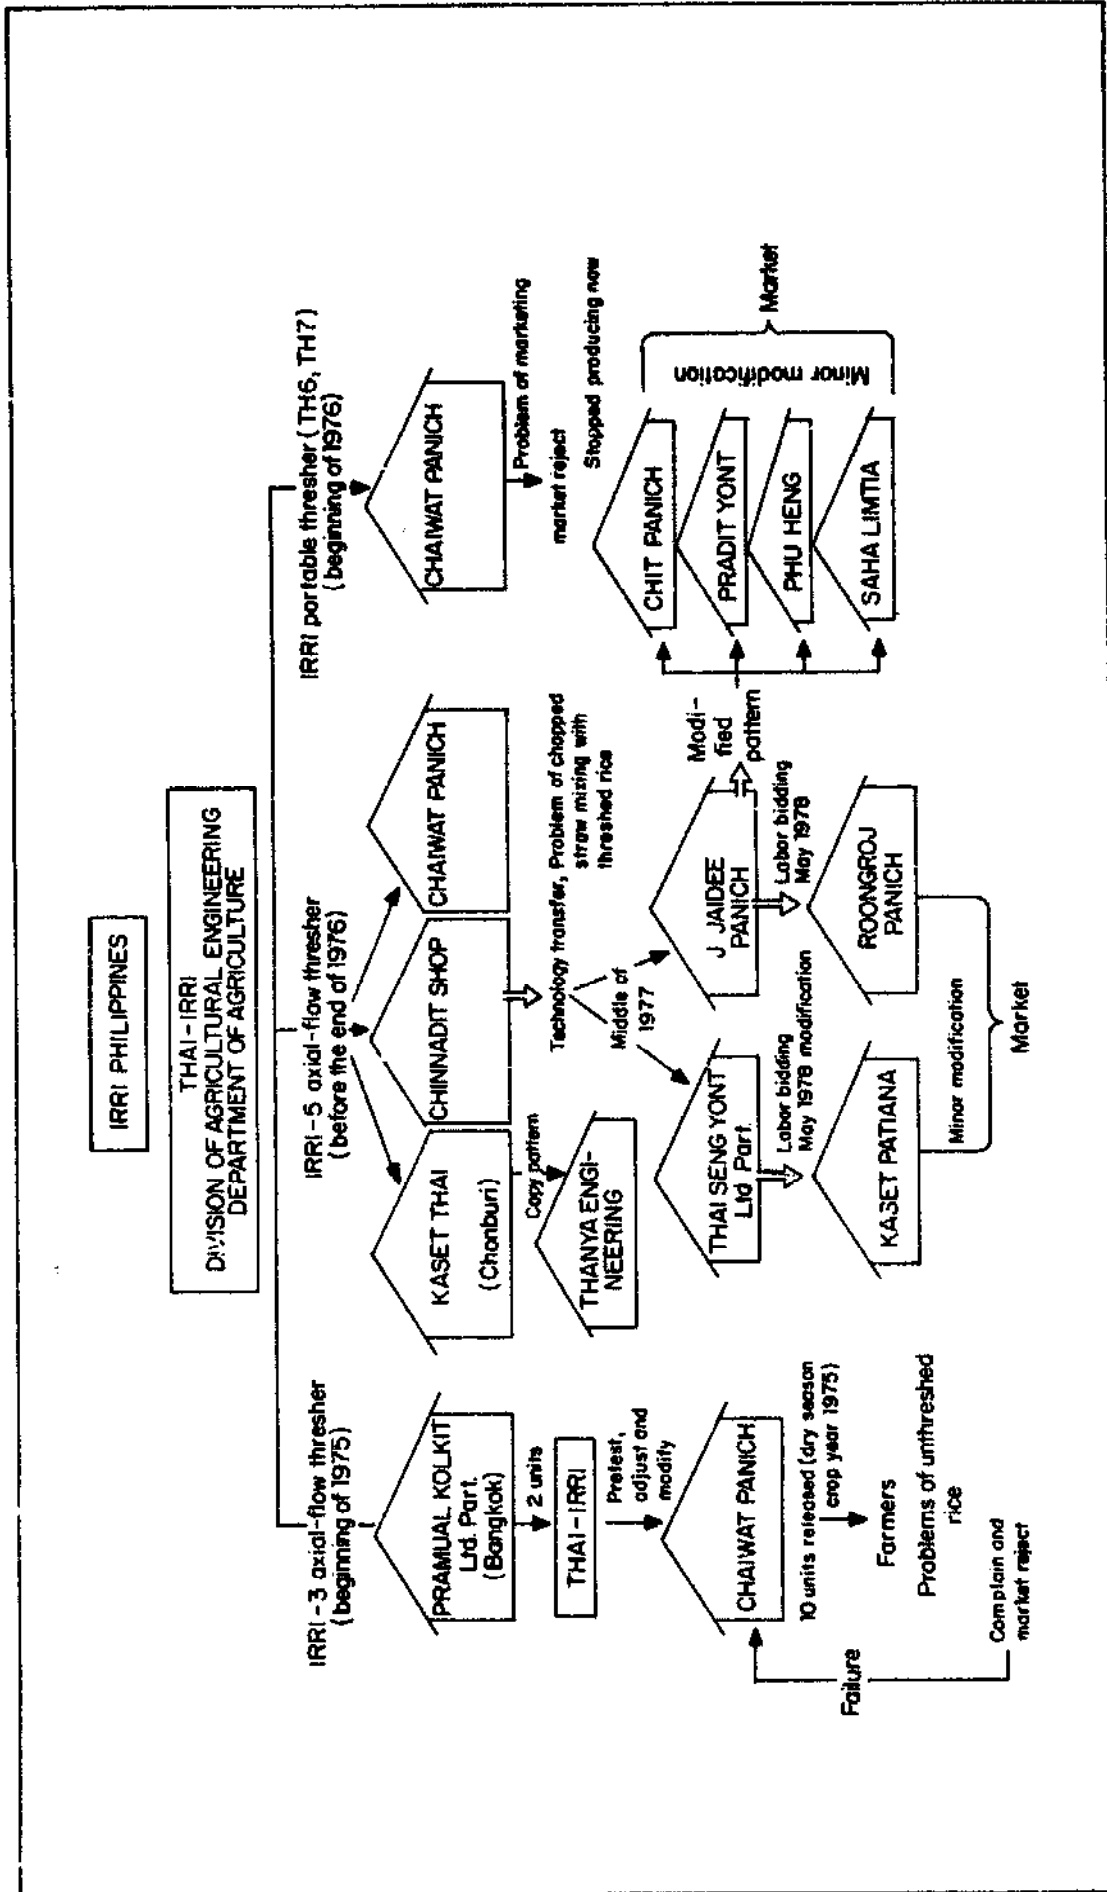 IRRI PHILIPPINES
THAI-IRRI
DIVISION OF AGRICULTURAL ENGINEERING
DEPARTMENT OF AGRICULTURE
IRRI-3 axial-flow thresher
(beginning of 1975)
PRAMUAL KOLKIT
Ltd. Part.
(Bangkok)
2 units
THAI-IRRI
Pretest,
adjust and
modify
CHAIWAT PANICH
10 units released (dry season
crop year 1975)
Farmers
Problems of unthreshed
rice
Complain and
market reject
Failure
IRRI-5 axial-flow thresher
(before the end of 1976)
KASET THAI
(Chonburi)
Copy pattern
THANYA ENGI-
NEERING
CHINNADIT SHOP
CHAIWAT PANICH
Technology transfer, Problem of chopped
straw mixing with
threshed rice
Middle of
1977
THAI SENG YONT
Ltd Part.
Labor bidding
May 1978 modification
KASET PATIANA
J JAIDEE
PANICH
Labor bidding
May 1978
ROONGROJ
PANICH
Minor modification
Market
Modi-
fied
pattern
IRRI portable thresher (TH6, TH7)
(beginning of 1976)
CHAIWAT PANICH
Problem of marketing
market reject
Stopped producing now
CHIT PANICH
PRADIT YONT
PHU HENG
SAHA LIMTIA
Minor modification
Market